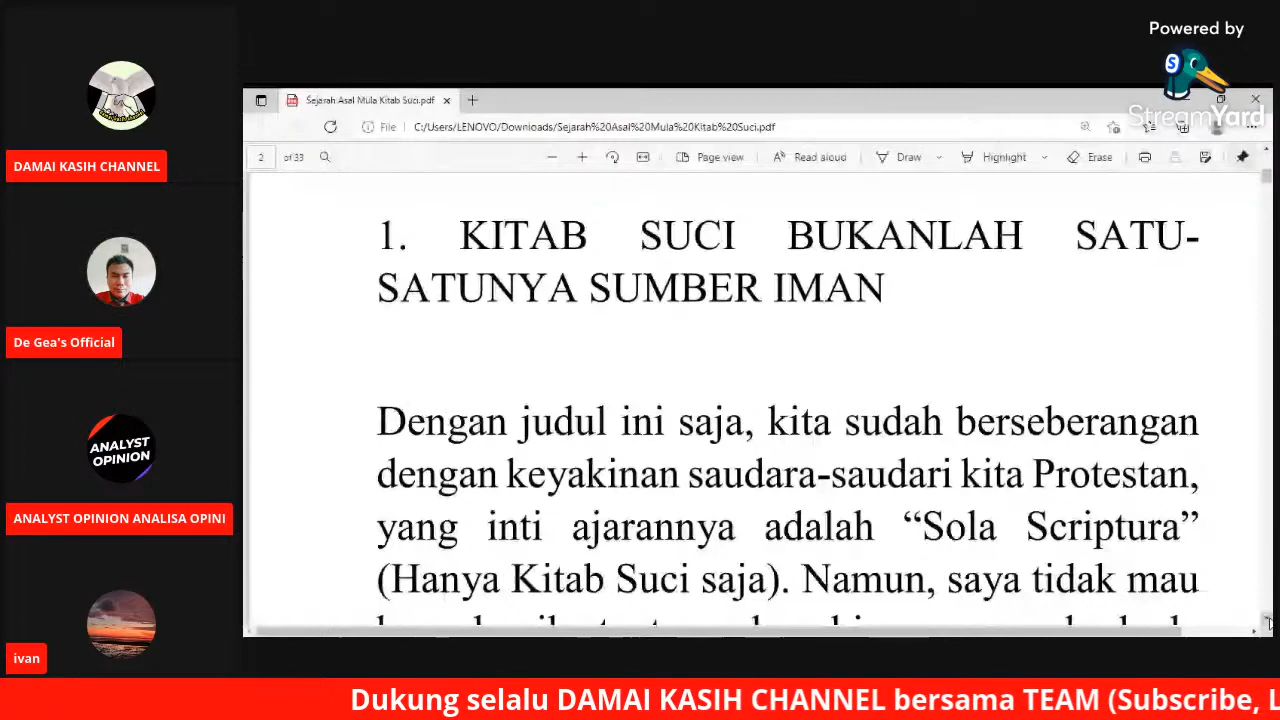 Powered by
StreamYard
DAMAI KASIH CHANNEL
De Gea's Official
ANALYST
OPINION
ANALYST OPINION ANALISA OPINI
ivan
Sejarah Asal Mula Kitab Suci.pdf
File C:/Users/LENOVO/Downloads/Sejarah%20Asal%20Mula%20Kitab%20Suci.pdf
2 of 33 Page view Read aloud Draw Highlight Erase
1. KITAB SUCI BUKANLAH SATU-
SATUNYA SUMBER IMAN
Dengan judul ini saja, kita sudah berseberangan
dengan keyakinan saudara-saudari kita Protestan,
yang inti ajarannya adalah “Sola Scriptura”
(Hanya Kitab Suci saja). Namun, saya tidak mau
Dukung selalu DAMAI KASIH CHANNEL bersama TEAM (Subscribe, L